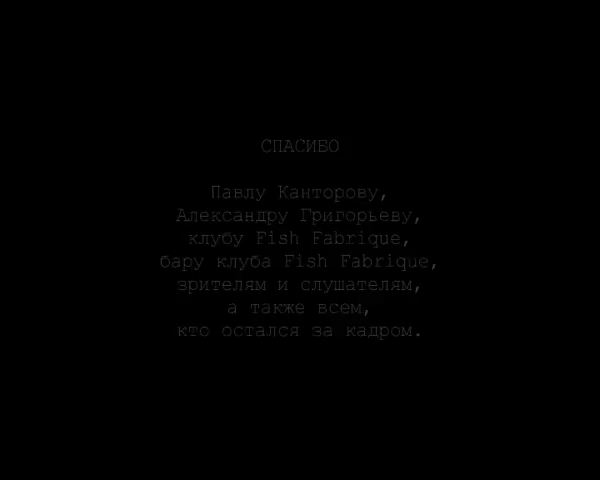 СПАСИБО
Павлу Канторову,
Александру Григорьеву,
клубу Fish Fabrique,
бару клуба Fish Fabrique,
зрителям и слушателям,
а также всем,
кто остался за кадром.